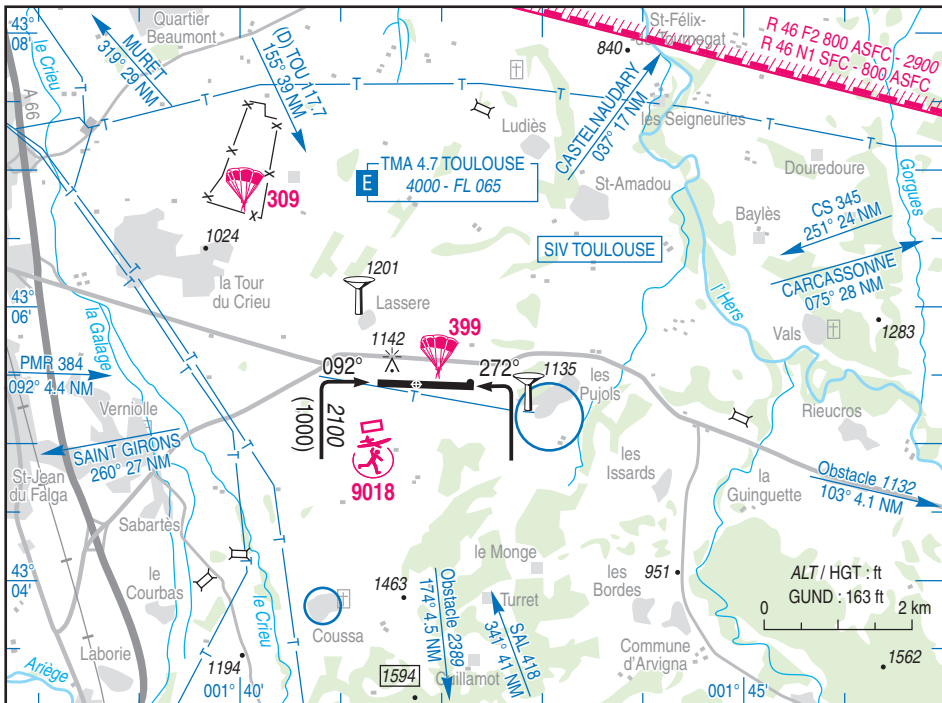 43°
08'
Quartier
Beaumont
le Crieu
A 66
MURET
319° 29 NM
(D) TOU 117.7
155° 39 NM
St-Félix-
de-Tournegat
840
R 46 F2 800 ASFC - 2900
R 46 N1 SFC - 800 ASFC
Ludiès
CASTELNAUDARY
037° 17 NM
les Seigneuries
E
TMA 4.7 TOULOUSE
4000 - FL 065
309
St-Amadou
Douredoure
Gorgues
Baylès
CS 345
251° 24 NM
1024
SIV TOULOUSE
la Tour
du Crieu
1201
Lassere
CARCASSONNE
075° 28 NM
43°
06'
la Galage
l'Hers
Vals
1283
1142
399
PMR 384
092° 4.4 NM
092°
272°
1135
les
Pujols
Verniolle
2100
(1000)
Rieucros
SAINT GIRONS
260° 27 NM
9018
St-Jean
du Falga
les
Issards
la
Guinguette
Obstacle 1132
103° 4.1 NM
Sabartès
le Monge
43°
04'
le
Courbas
1463
Obstacle 2389
174° 4.5 NM
Turret
SAL 418
341° 41 NM
les
Bordes
951
ALT / HGT : ft
GUND : 163 ft
0
2 km
le Crieu
Coussa
Commune
d'Arvigna
Laborie
1194
Guillamot
1562
Ariège
1594
001° 40'
001° 45'